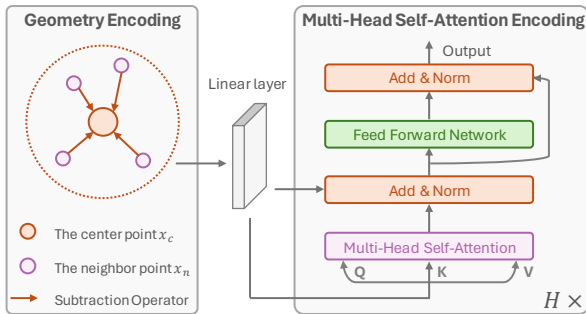 Geometry Encoding
The center point x_c
The neighbor point x_n
Subtraction Operator
Linear layer
Multi-Head Self-Attention Encoding
Output
Add & Norm
Feed Forward Network
Add & Norm
Multi-Head Self-Attention
Q K V
H ×